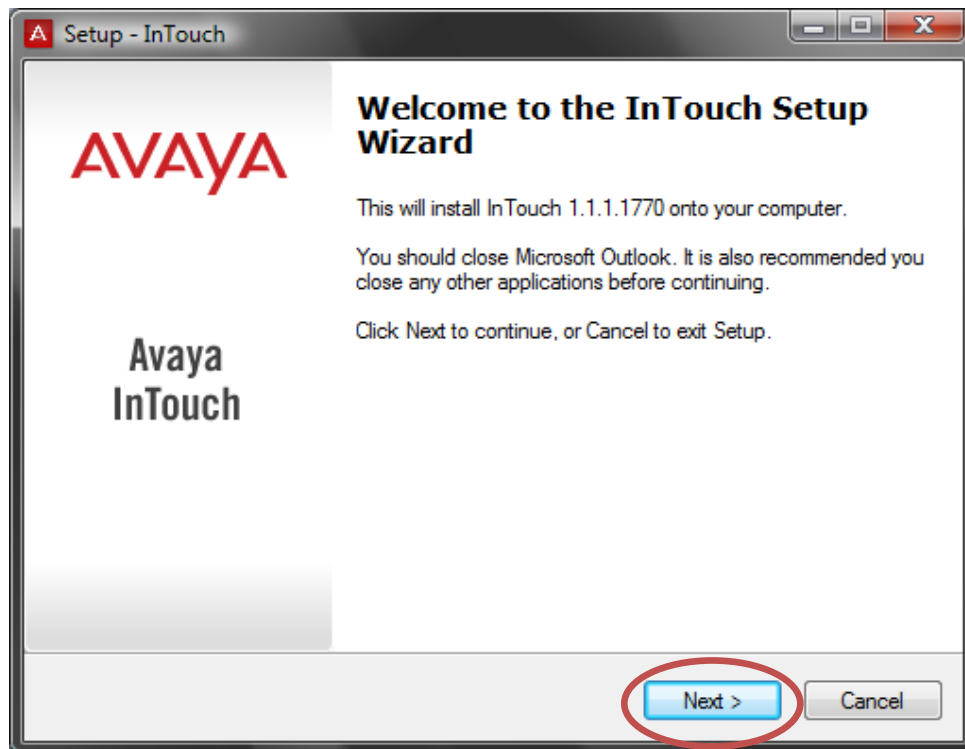 A Setup - InTouch
X
AVAYA
Welcome to the InTouch Setup
Wizard
This will install InTouch 1.1.1.1770 onto your computer.
You should close Microsoft Outlook. It is also recommended you
close any other applications before continuing.
Click Next to continue, or Cancel to exit Setup.
Avaya
InTouch
Next >
Cancel